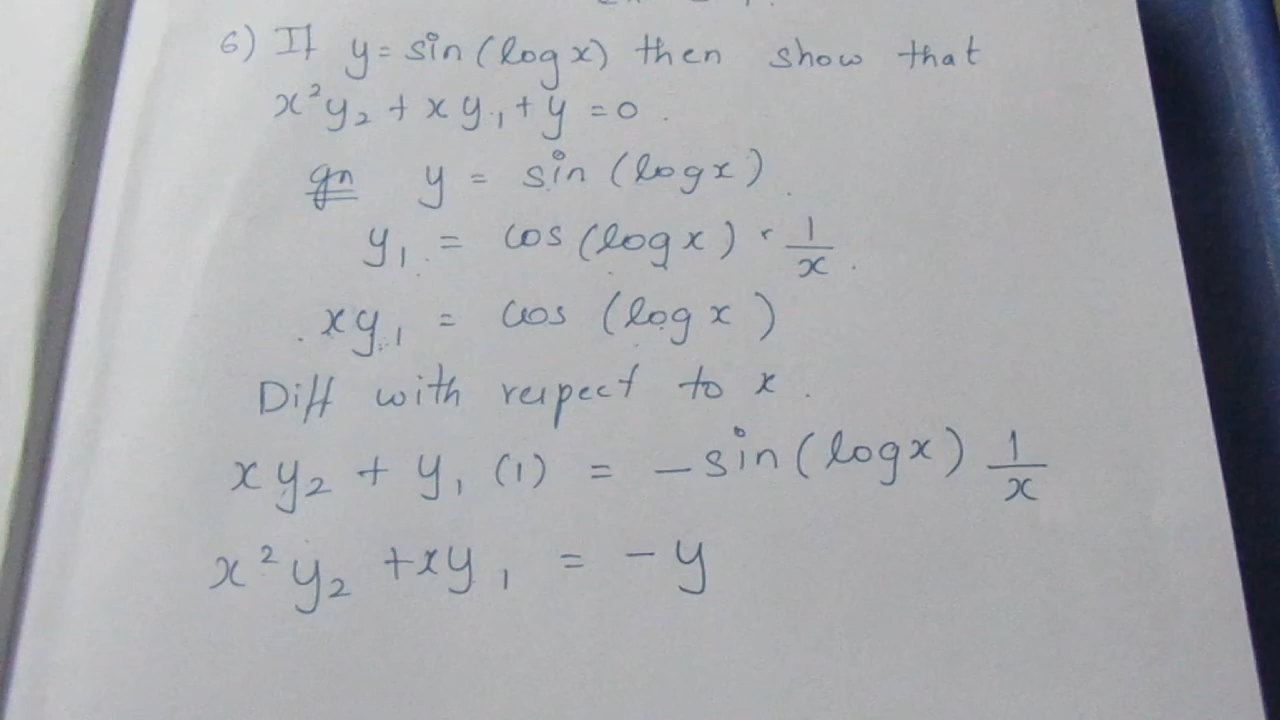 6) If y = sin (log x) then show that
x²y₂ + xy₁ + y = 0.
gn y = sin (log x).
y₁ = cos (log x) · 1/x.
xy₁ = cos (log x)
Diff with respect to x.
xy₂ + y₁ (1) = -sin (log x) 1/x
x²y₂ + xy₁ = -y